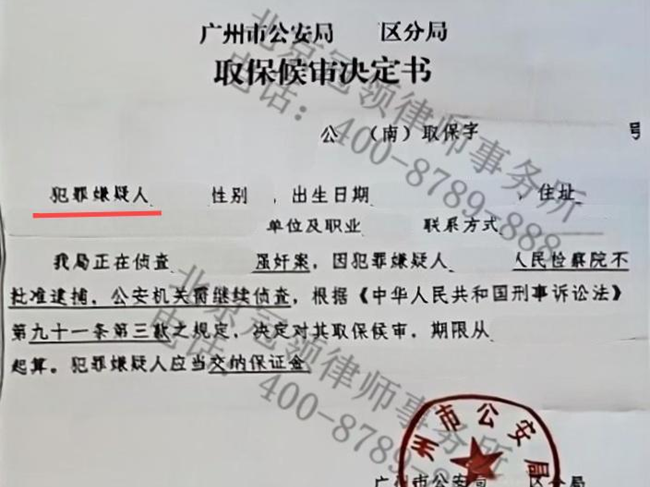 广州市公安局 区分局
取保候审决定书
公 （南）取保字 号
犯罪嫌疑人 性别 ，出生日期 ，住址
单位及职业 联系方式
我局正在侦查 强奸案，因犯罪嫌疑人 人民检察院不
批准逮捕，公安机关需继续侦查，根据《中华人民共和国刑事诉讼法》
第九十一条第三款之规定，决定对其取保候审，期限从
起算。犯罪嫌疑人应当交纳保证金
州市公安局
广州市公安局 区分局
北京冠领律师事务所
电话：400-8789-888
北京冠领律师事务所
电话：400-8789-8